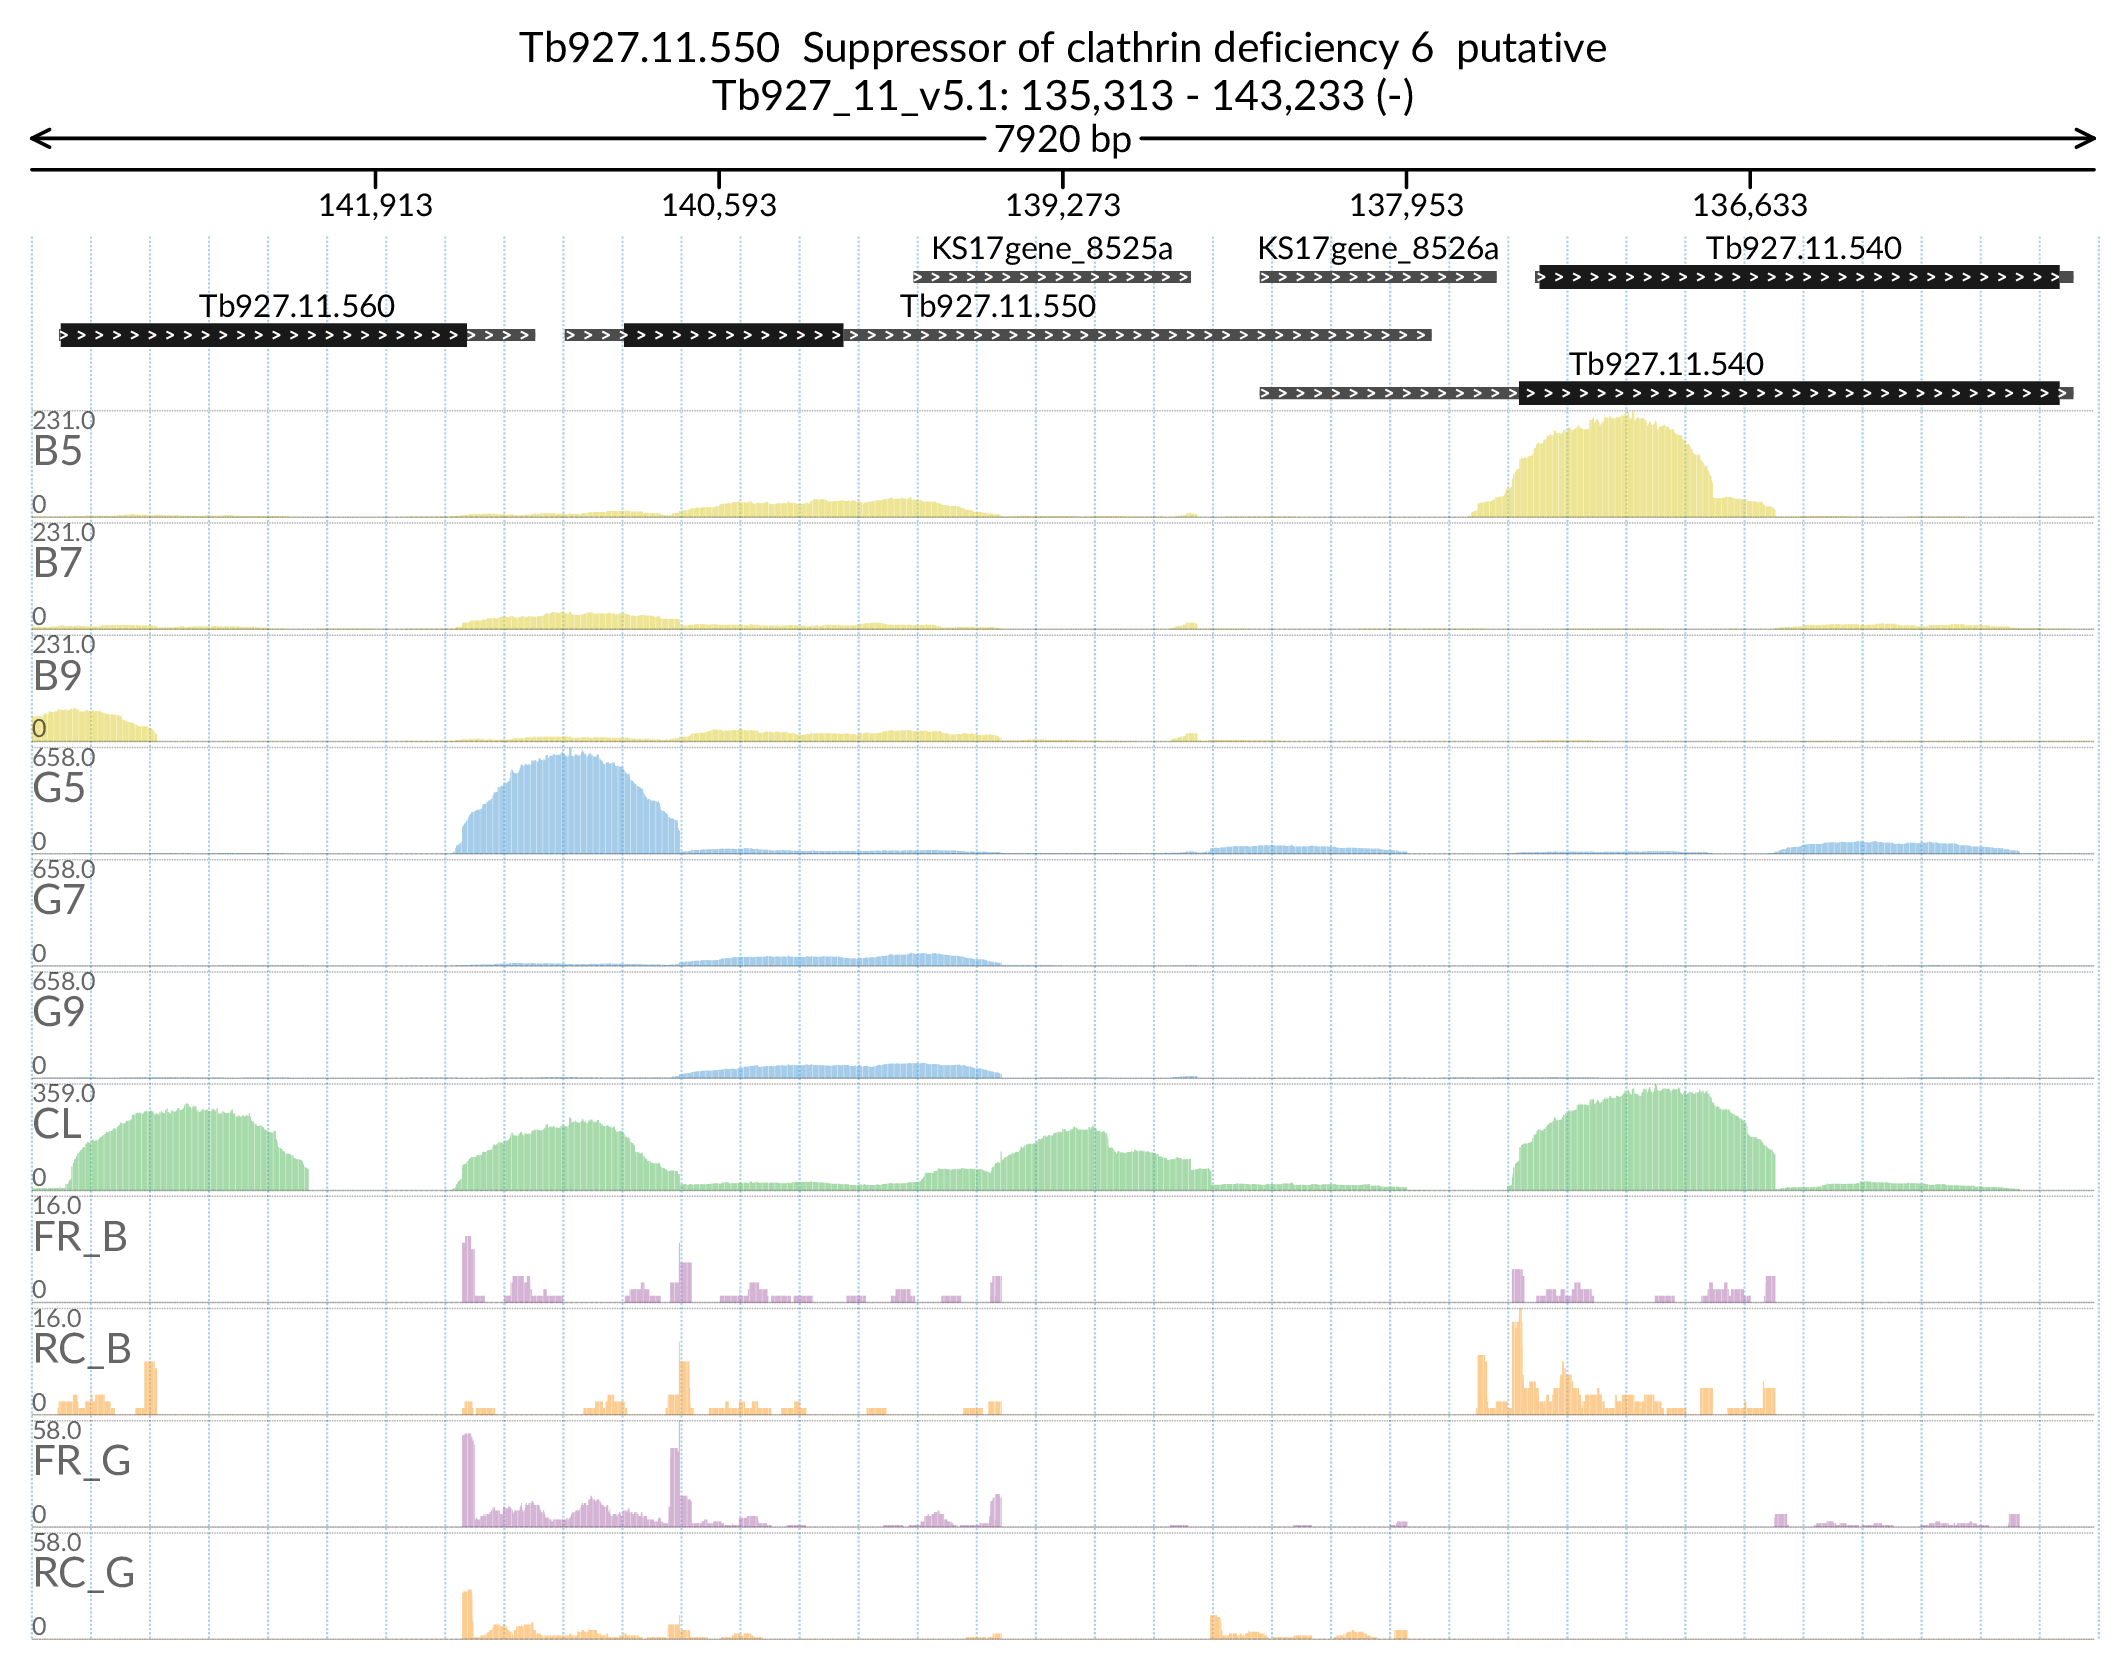 Tb927.11.550  Suppressor of clathrin deficiency 6  putative
Tb927_11_v5.1: 135,313 - 143,233 (-)
7920 bp
141,913 140,593 139,273 137,953 136,633
KS17gene_8525a KS17gene_8526a Tb927.11.540
Tb927.11.560 Tb927.11.550
Tb927.11.540
231.0
B5
0
231.0
B7
0
231.0
B9
0
658.0
G5
0
658.0
G7
0
658.0
G9
0
359.0
CL
0
16.0
FR_B
0
16.0
RC_B
0
58.0
FR_G
0
58.0
RC_G
0